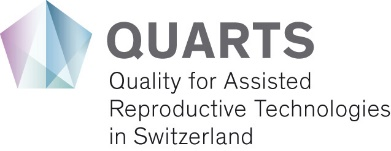 QUARTS
Quality for Assisted
Reproductive Technologies
in Switzerland